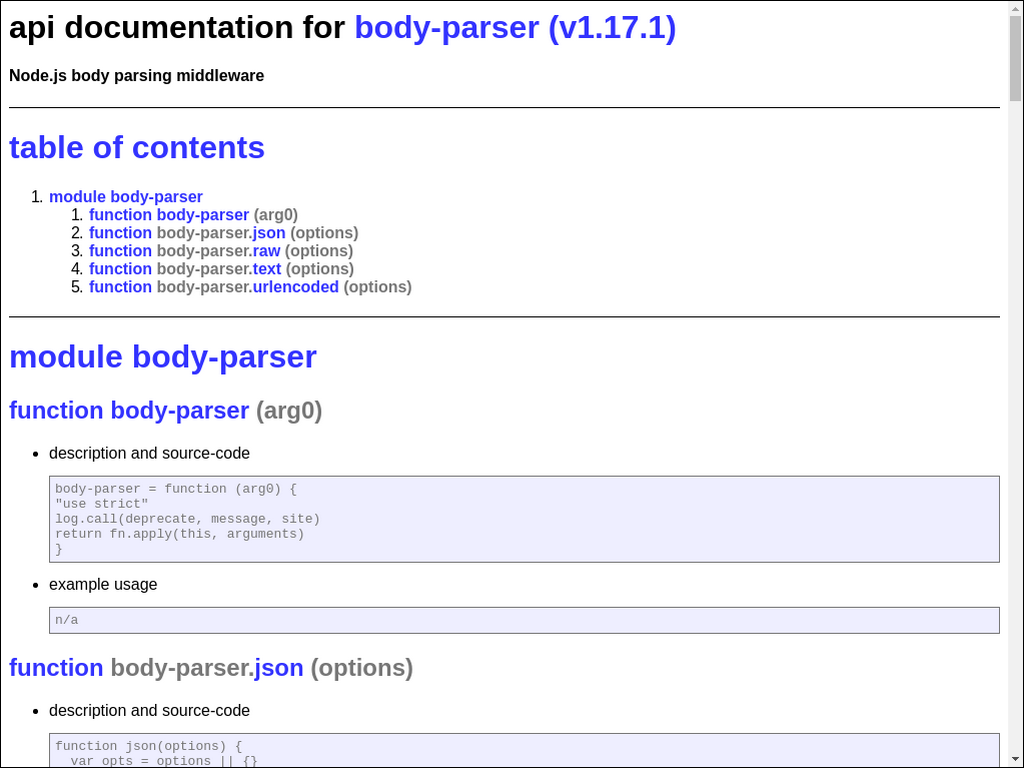 api documentation for body-parser (v1.17.1)
Node.js body parsing middleware
table of contents
1. module body-parser
1. function body-parser (arg0)
2. function body-parser.json (options)
3. function body-parser.raw (options)
4. function body-parser.text (options)
5. function body-parser.urlencoded (options)
module body-parser
function body-parser (arg0)
description and source-code
body-parser = function (arg0) {
"use strict"
log.call(deprecate, message, site)
return fn.apply(this, arguments)
}
example usage
n/a
function body-parser.json (options)
description and source-code
function json(options) {
var opts = options || {}